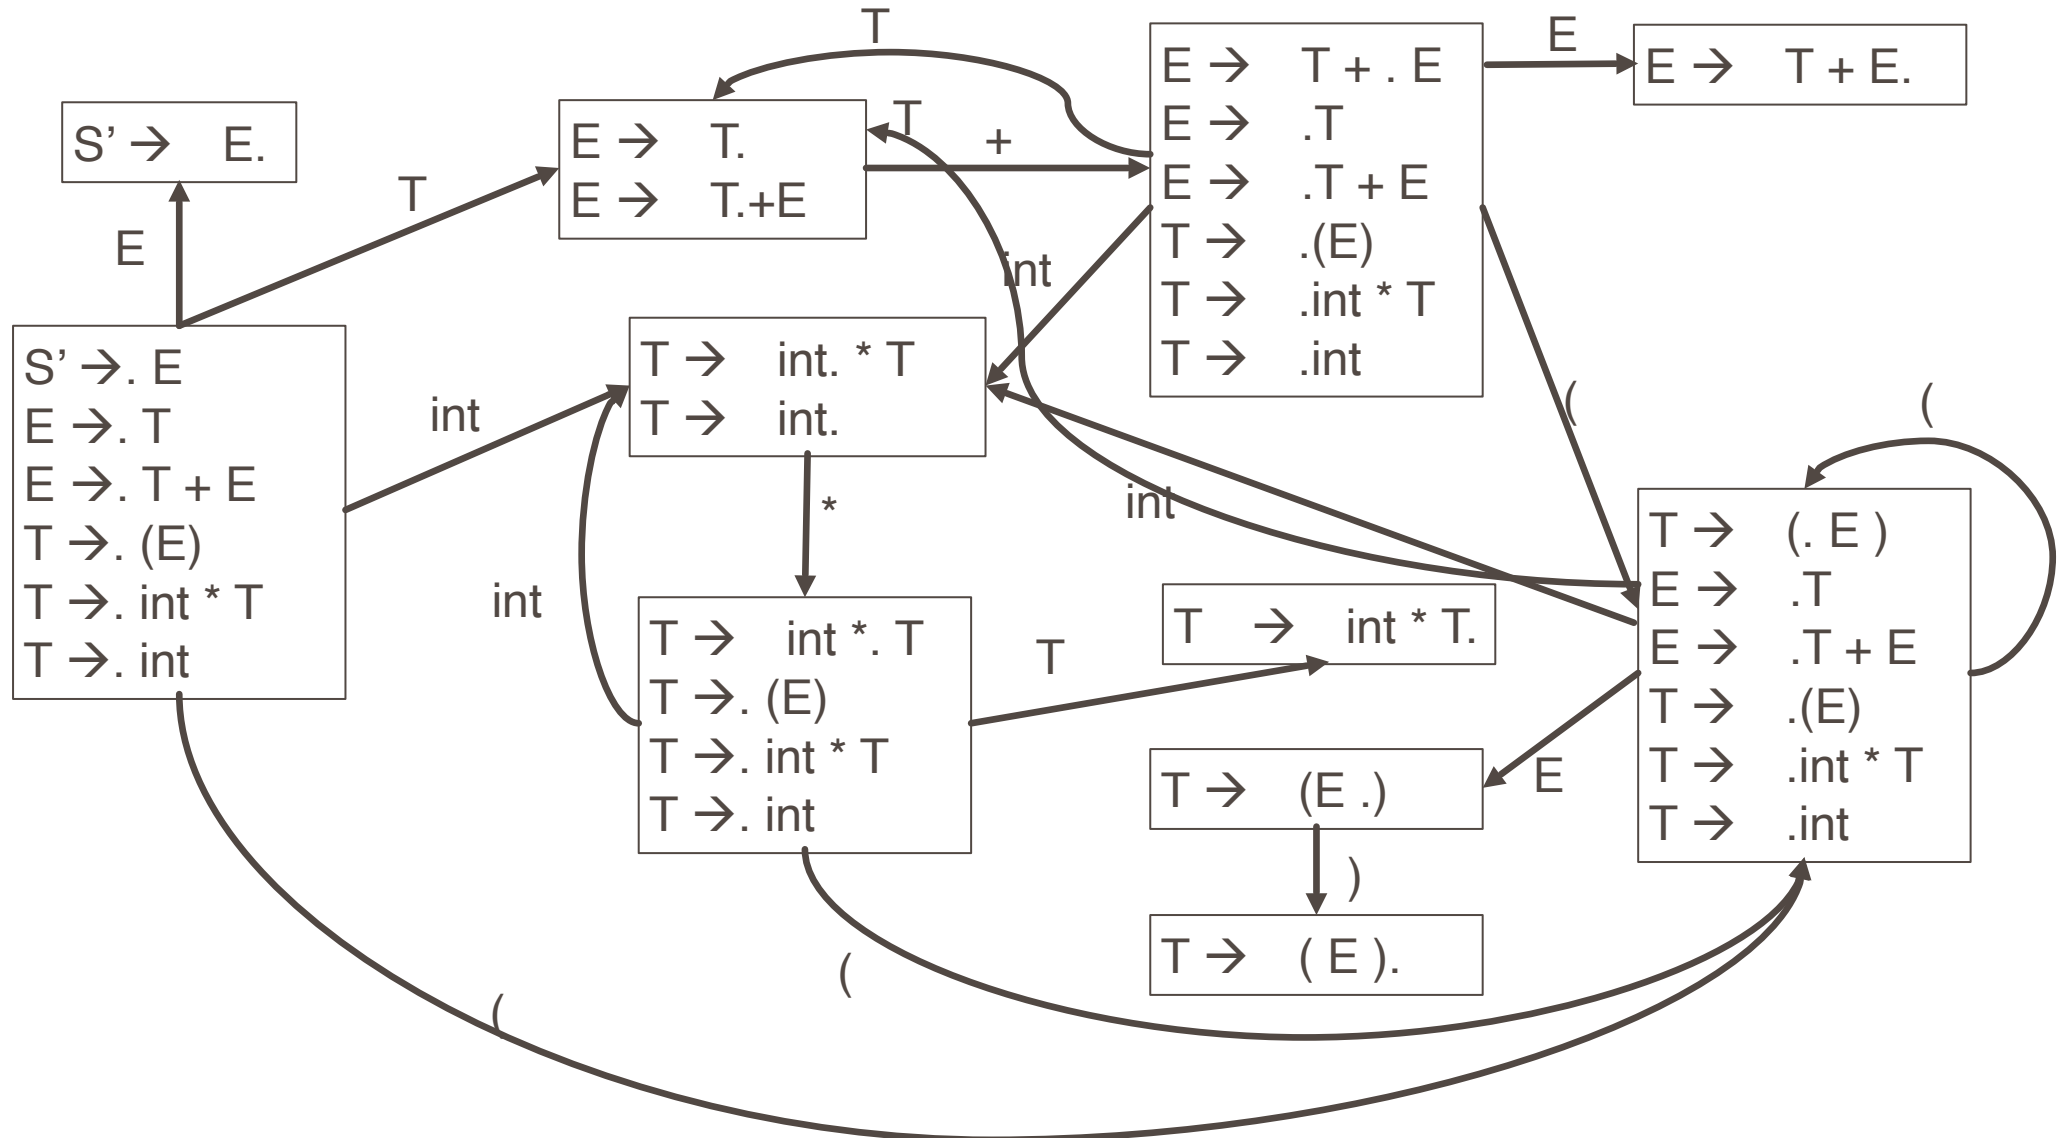 T
E → T + . E
E → .T
E → .T + E
T → .(E)
T → .int * T
T → .int
E
E → T + E.
S’ → E.
E
T
E → T.
E → T.+E
T
+
int
S’ →. E
E →. T
E →. T + E
T →. (E)
T →. int * T
T →. int
int
T → int. * T
T → int.
*
int
int
(
(
T → int *. T
T →. (E)
T →. int * T
T →. int
T
T → int * T.
T → (. E )
E → .T
E → .T + E
T → .(E)
T → .int * T
T → .int
T → (E .)
E
)
T → ( E ).
(
(